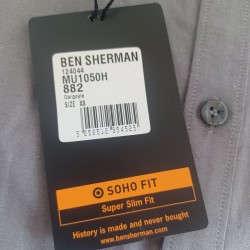 BEN SHERMAN
124044
MU1050H
882
SIZE XS
SOHO FIT
Super Slim Fit
History is made and never bought
www.bensherman.com